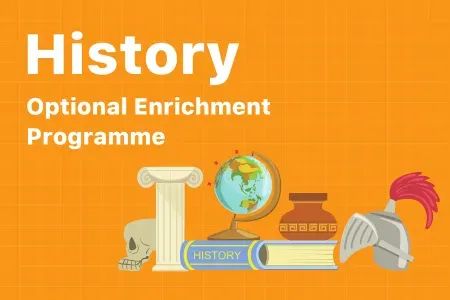 History
Optional Enrichment
Programme
HISTORY